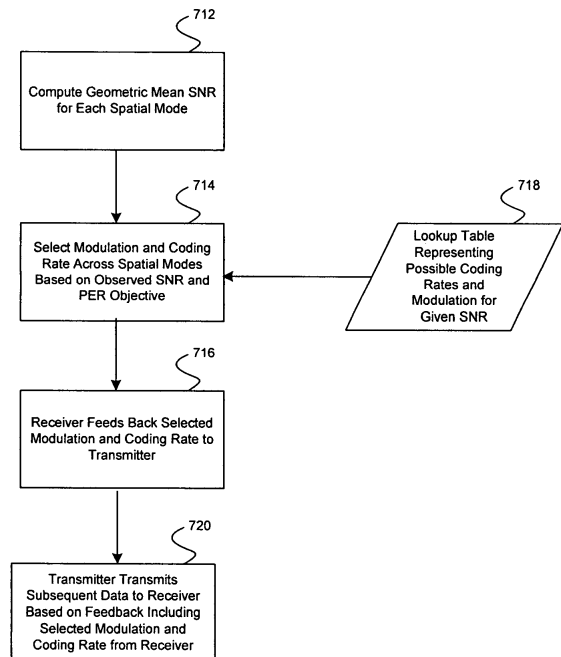 712
Compute Geometric Mean SNR
for Each Spatial Mode
714
Select Modulation and Coding
Rate Across Spatial Modes
Based on Observed SNR and
PER Objective
718
Lookup Table
Representing
Possible Coding
Rates and
Modulation for
Given SNR
716
Receiver Feeds Back Selected
Modulation and Coding Rate to
Transmitter
720
Transmitter Transmits
Subsequent Data to Receiver
Based on Feedback Including
Selected Modulation and
Coding Rate from Receiver